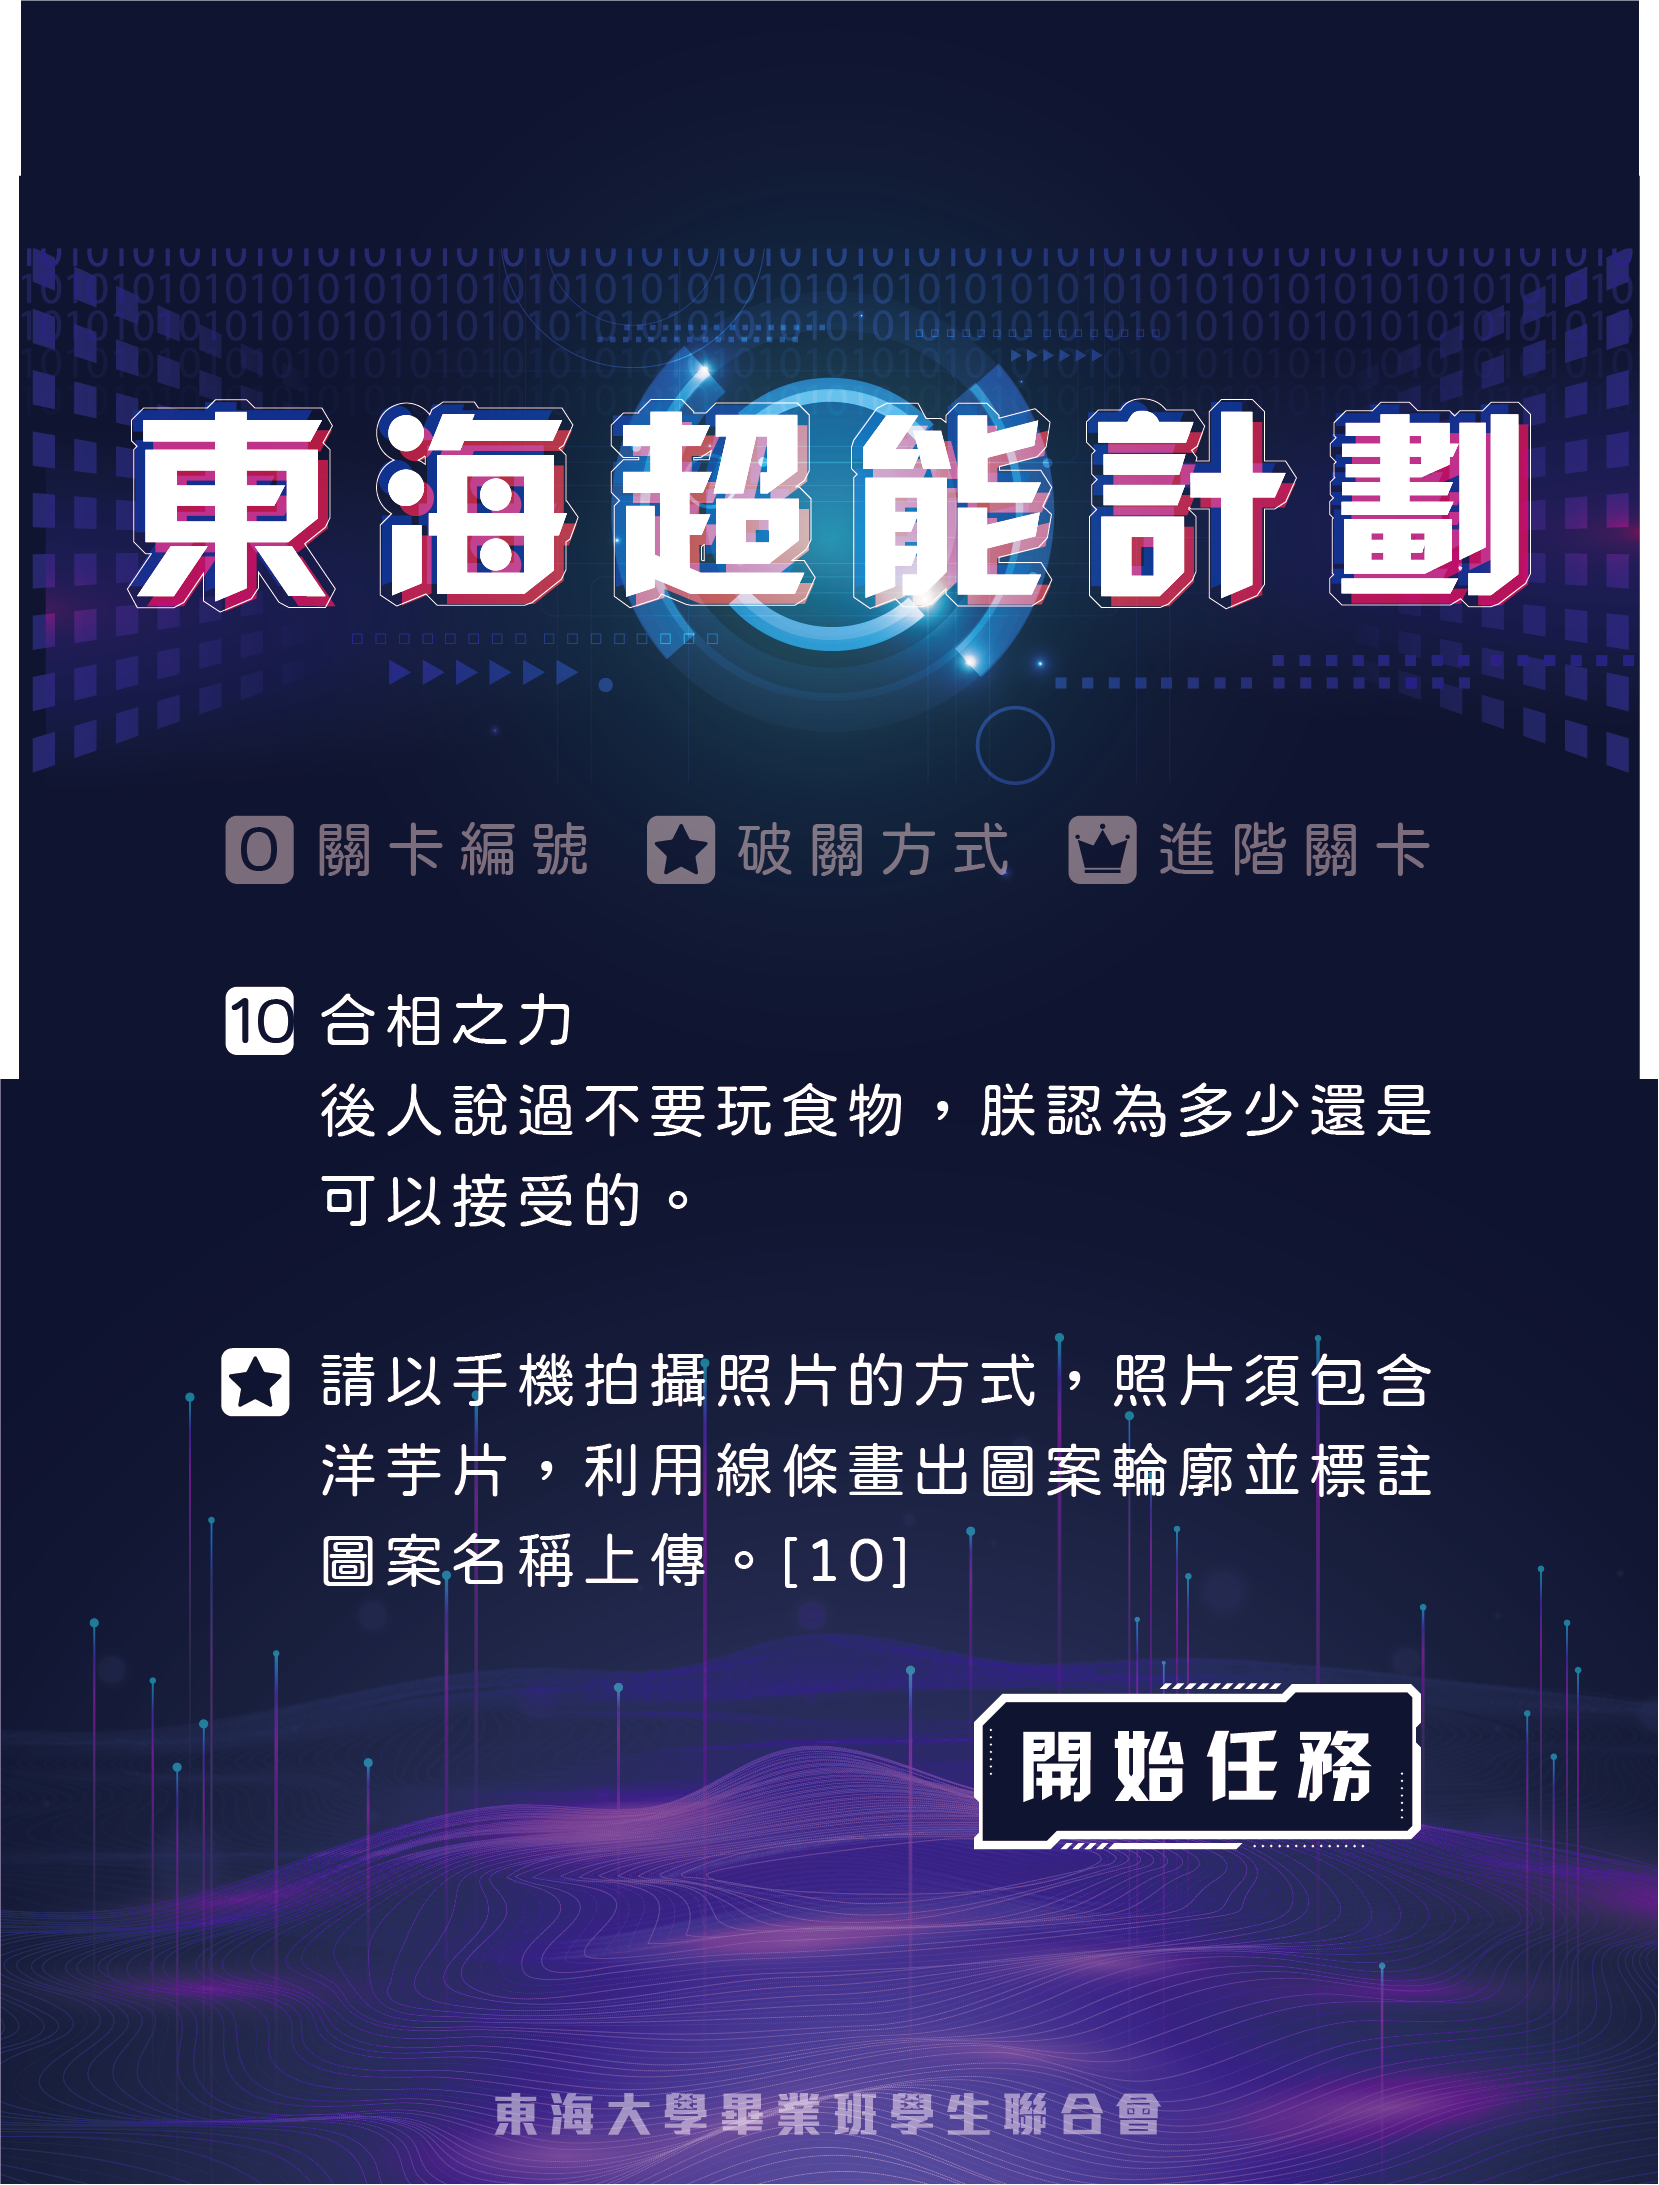 1010101010101010101010101010101010101010101010101010101010101010101010101010101010101
東海超能計劃
0 關卡編號 ★ 破關方式 進階關卡
10 合相之力
後人說過不要玩食物，朕認為多少還是
可以接受的。
★ 請以手機拍攝照片的方式，照片須包含
洋芋片，利用線條畫出圖案輪廓並標註
圖案名稱上傳。[10]
開始任務
東海大學畢業班學生聯合會